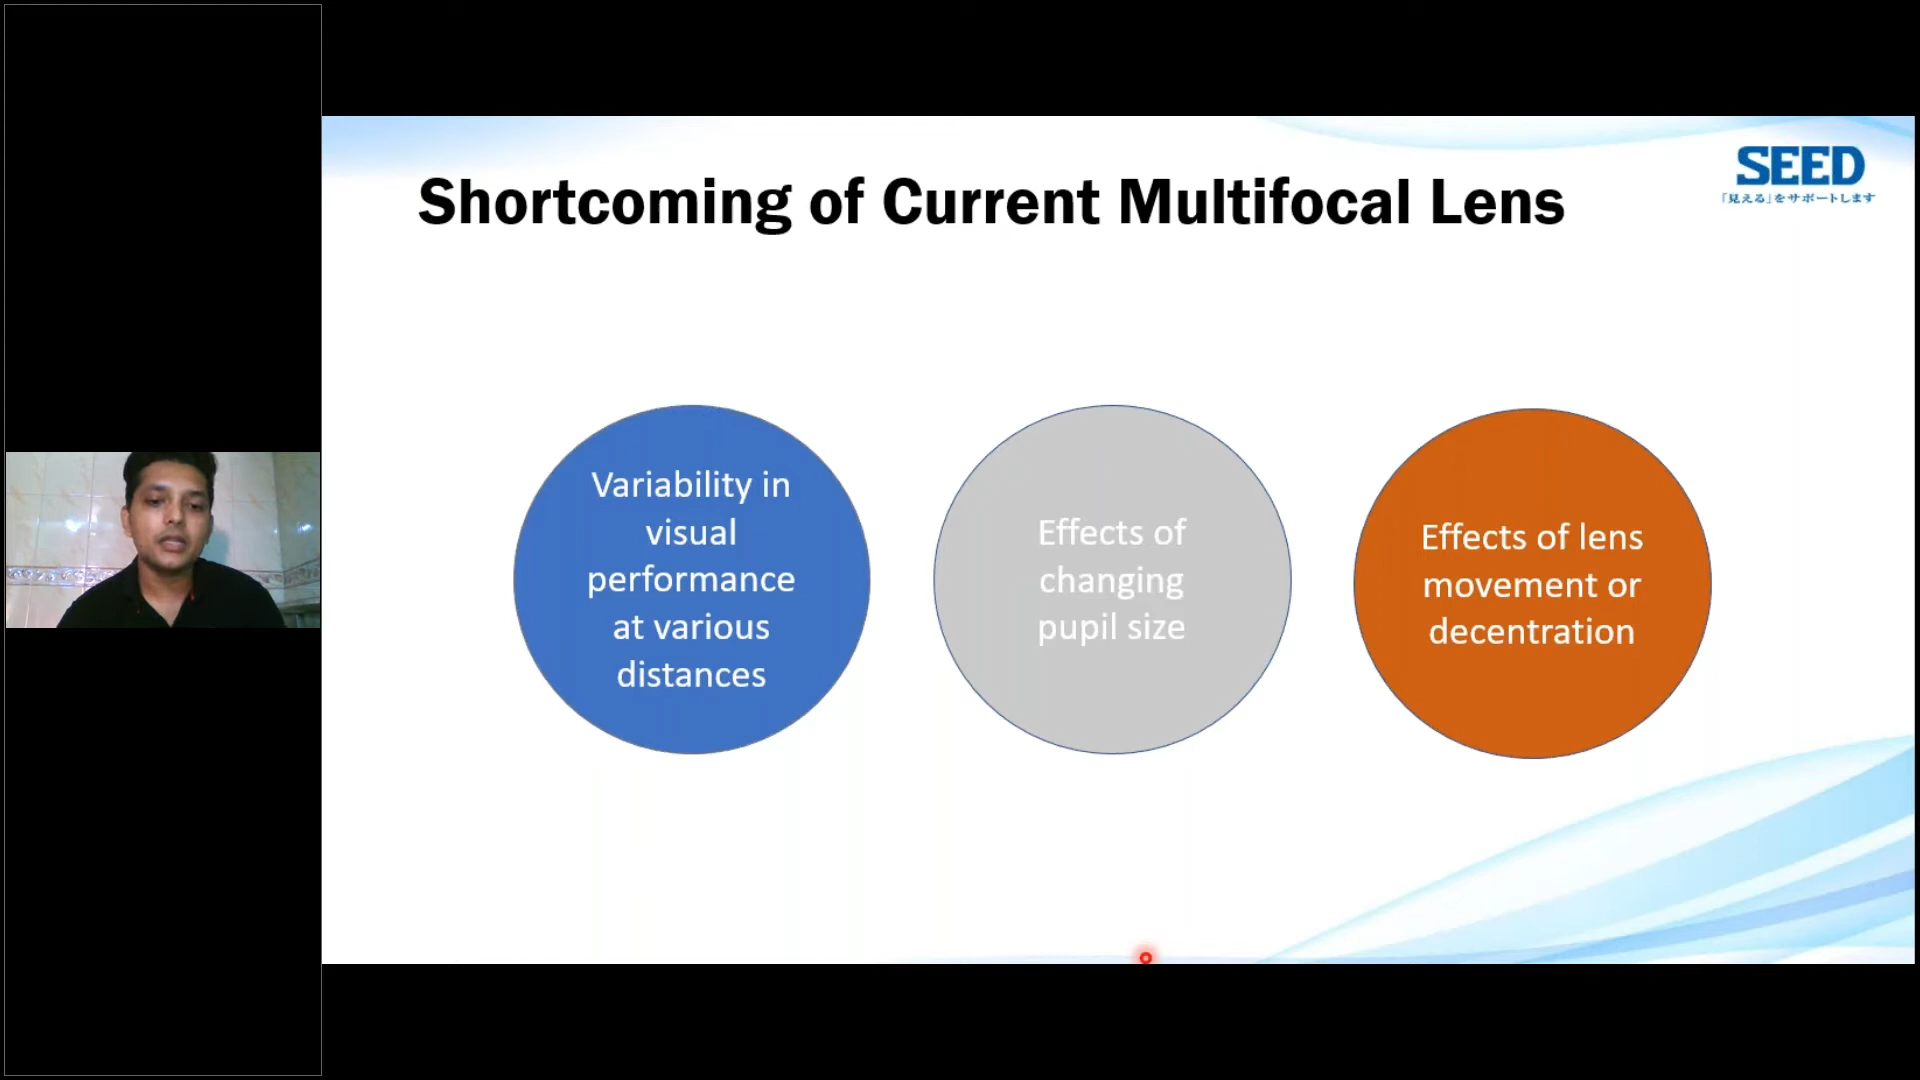 Shortcoming of Current Multifocal Lens
SEED
「見える」をサポートします
Variability in
visual
performance
at various
distances
Effects of
changing
pupil size
Effects of lens
movement or
decentration